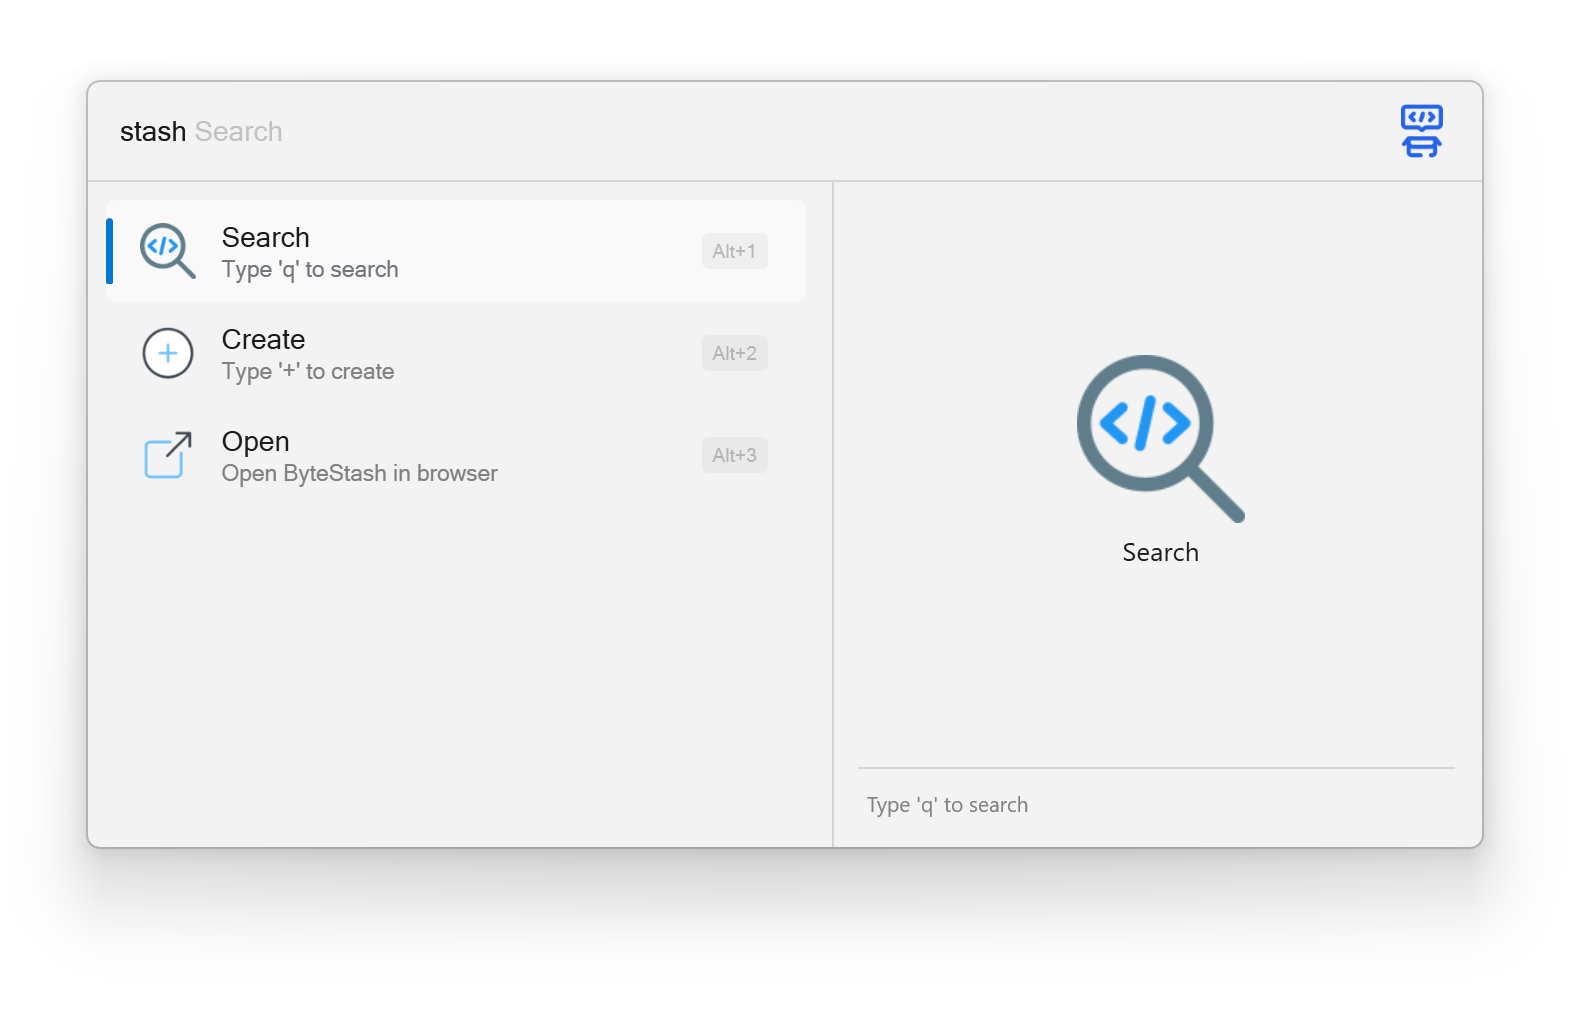 stash Search
Search
Type 'q' to search
Alt+1
Create
Type '+' to create
Alt+2
Open
Open ByteStash in browser
Alt+3
Search
Type 'q' to search